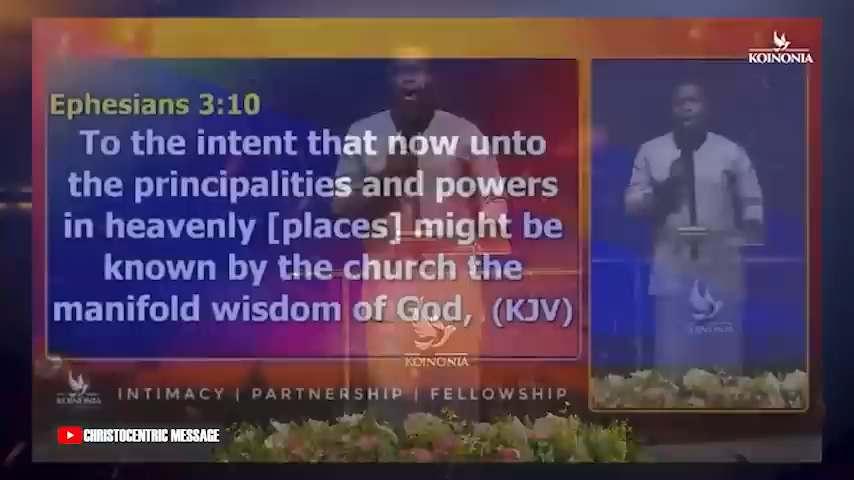 KOINONIA
Ephesians 3:10
To the intent that now unto
the principalities and powers
in heavenly [places] might be
known by the church the
manifold wisdom of God, (KJV)
KOINONIA
KOINONIA
INTIMACY | PARTNERSHIP | FELLOWSHIP
CHRISTOCENTRIC MESSAGE